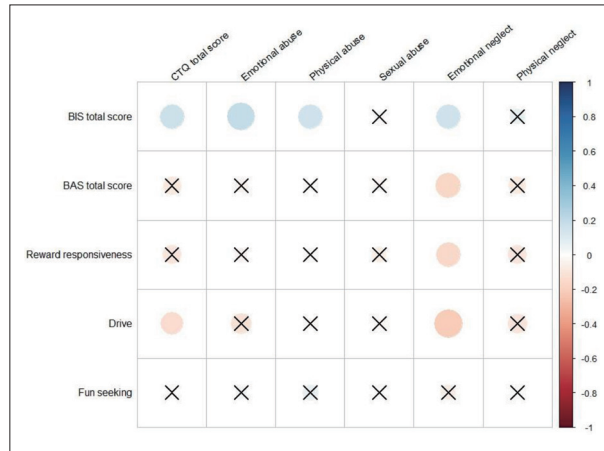 CTQ total score
Emotional abuse
Physical abuse
Sexual abuse
Emotional neglect
Physical neglect
BIS total score
BAS total score
Reward responsiveness
Drive
Fun seeking
1
0.8
0.6
0.4
0.2
0
-0.2
-0.4
-0.6
-0.8
-1